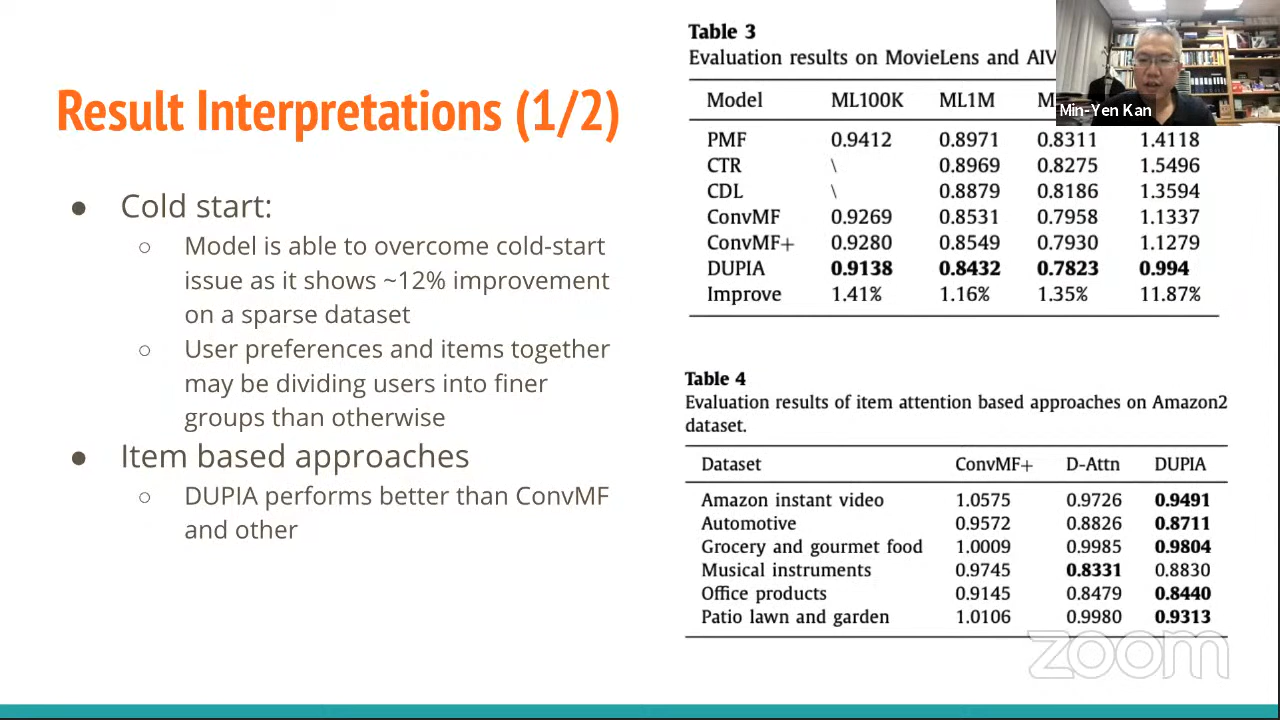 Result Interpretations (1/2)
● Cold start:
○ Model is able to overcome cold-start
issue as it shows ~12% improvement
on a sparse dataset
○ User preferences and items together
may be dividing users into finer
groups than otherwise
● Item based approaches
○ DUPIA performs better than ConvMF
and other
Table 3
Evaluation results on MovieLens and AIV
Model ML100K ML1M
PMF 0.9412 0.8971 0.8311 1.4118
CTR \ 0.8969 0.8275 1.5496
CDL \ 0.8879 0.8186 1.3594
ConvMF 0.9269 0.8531 0.7958 1.1337
ConvMF+ 0.9280 0.8549 0.7930 1.1279
DUPIA 0.9138 0.8432 0.7823 0.994
Improve 1.41% 1.16% 1.35% 11.87%
Min-Yen Kan
Table 4
Evaluation results of item attention based approaches on Amazon2
dataset.
Dataset ConvMF+ D-Attn DUPIA
Amazon instant video 1.0575 0.9726 0.9491
Automotive 0.9572 0.8826 0.8711
Grocery and gourmet food 1.0009 0.9985 0.9804
Musical instruments 0.9745 0.8331 0.8830
Office products 0.9145 0.8479 0.8440
Patio lawn and garden 1.0106 0.9980 0.9313
zoom